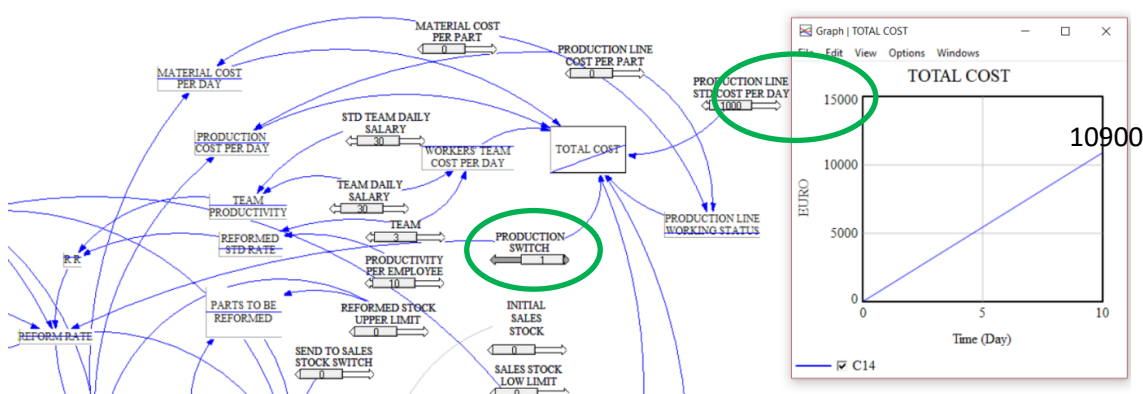 MATERIAL COST
PER PART
0
PRODUCTION LINE
COST PER PART
0
MATERIAL COST
PER DAY
PRODUCTION LINE
STD COST PER DAY
1000
STD TEAM DAILY
SALARY
30
PRODUCTION
COST PER DAY
WORKERS' TEAM
COST PER DAY
TOTAL COST
TEAM DAILY
SALARY
30
TEAM
PRODUCTIVITY
TEAM
3
PRODUCTION LINE
WORKING STATUS
REFORMED
STD RATE
PRODUCTION
SWITCH
1
R R
PRODUCTIVITY
PER EMPLOYEE
10
PARTS TO BE
REFORMED
REFORMED STOCK
UPPER LIMIT
0
INITIAL
SALES
STOCK
0
REFORM RATE
SEND TO SALES
STOCK SWITCH
0
SALES STOCK
LOW LIMIT
0
Graph | TOTAL COST
File Edit View Options Windows
TOTAL COST
15000
10900
10000
EURO
5000
0
0 5 10
Time (Day)
C14